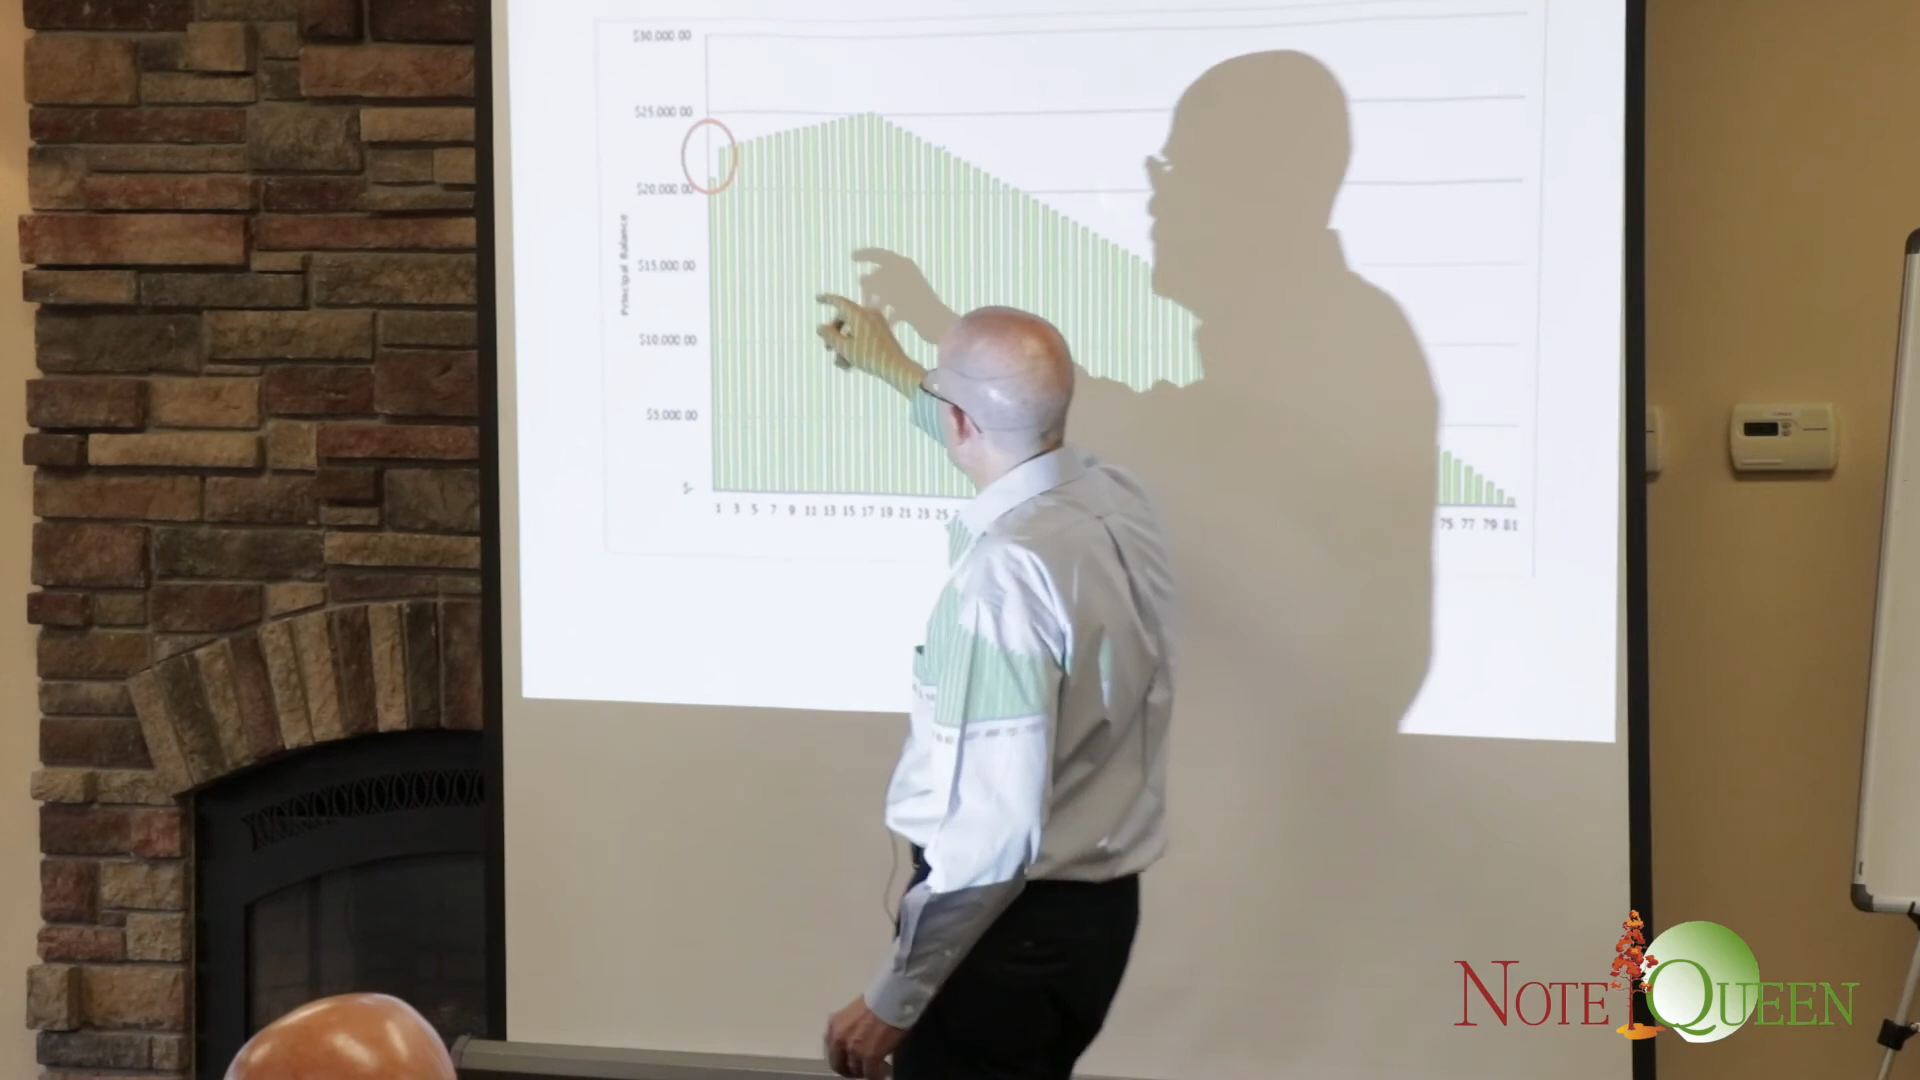 $30,000.00
$25,000.00
$20,000.00
$15,000.00
$10,000.00
$5,000.00
$-
Principal Balance
1 3 5 7 9 11 13 15 17 19 21 23 25
75 77 79 81
NOTE QUEEN